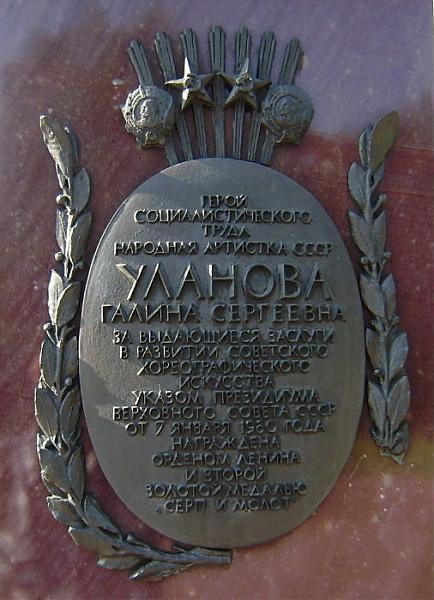 ГЕРОЙ
СОЦИАЛИСТИЧЕСКОГО
ТРУДА
НАРОДНАЯ АРТИСТКА СССР
УЛАНОВА
ГАЛИНА СЕРГЕЕВНА
ЗА ВЫДАЮЩИЕСЯ ЗАСЛУГИ
В РАЗВИТИИ СОВЕТСКОГО
ХОРЕОГРАФИЧЕСКОГО
ИСКУССТВА
УКАЗОМ ПРЕЗИДИУМА
ВЕРХОВНОГО СОВЕТА СССР
ОТ 7 ЯНВАРЯ 1980 ГОДА
НАГРАЖДЕНА
ОРДЕНОМ ЛЕНИНА
И ВТОРОЙ
ЗОЛОТОЙ МЕДАЛЬЮ
"СЕРП И МОЛОТ"